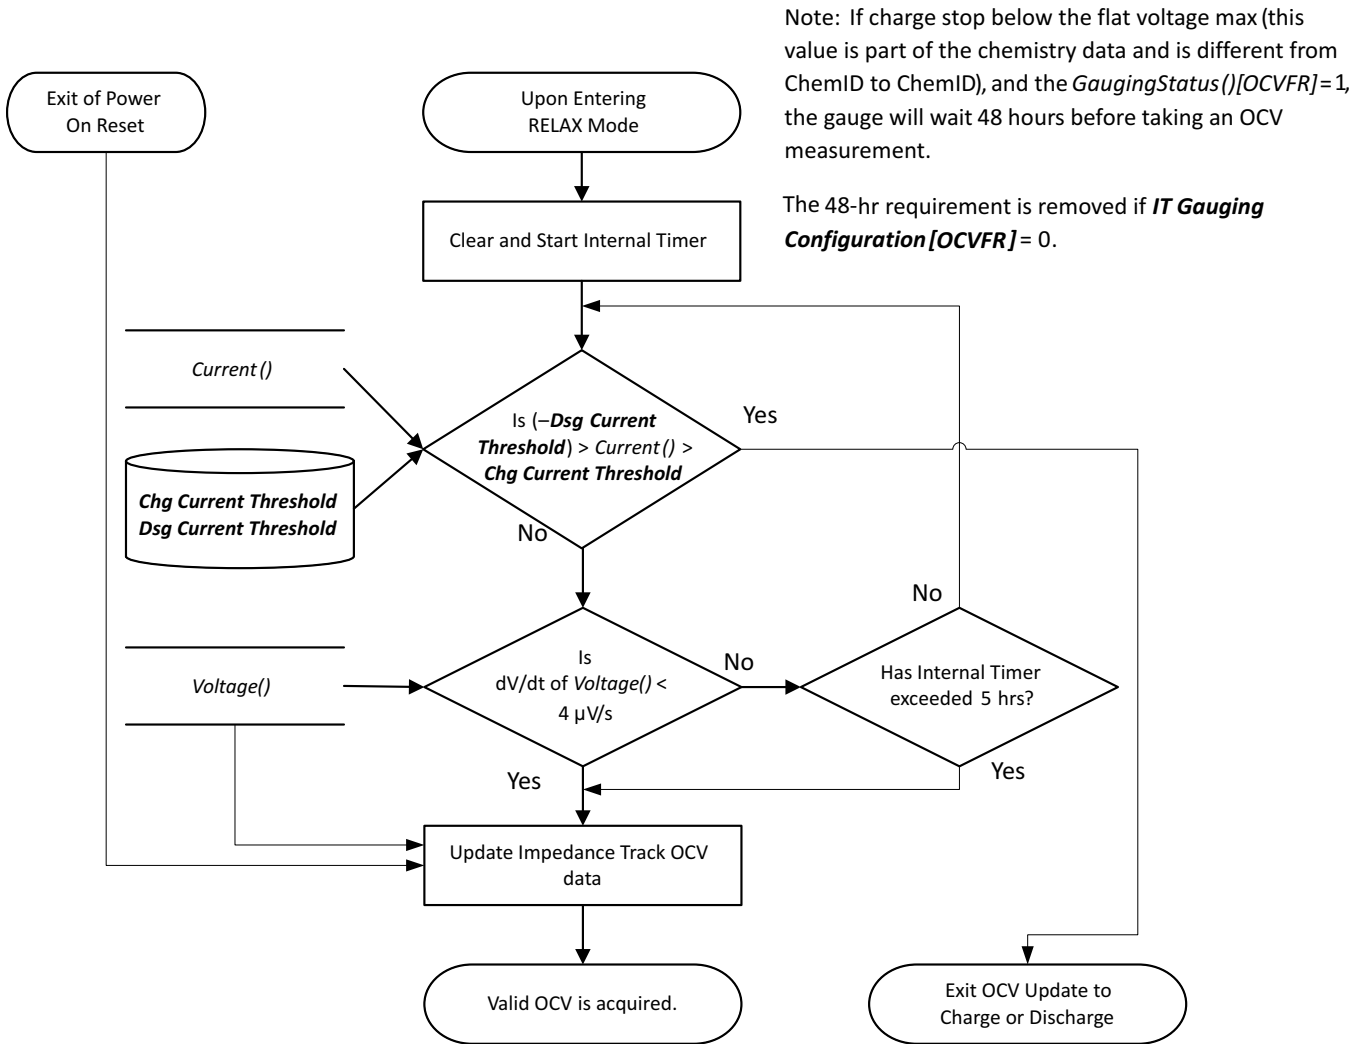 Note: If charge stop below the flat voltage max (this
value is part of the chemistry data and is different from
ChemID to ChemID), and the GaugingStatus()[OCVFR] = 1,
the gauge will wait 48 hours before taking an OCV
measurement.
The 48-hr requirement is removed if IT Gauging
Configuration[OCVFR] = 0.
Exit of Power
On Reset
Upon Entering
RELAX Mode
Clear and Start Internal Timer
Current()
Chg Current Threshold
Dsg Current Threshold
Is (–Dsg Current
Threshold) > Current() >
Chg Current Threshold
Yes
No
Voltage()
Is
dV/dt of Voltage() <
4 µV/s
No
Yes
Has Internal Timer
exceeded 5 hrs?
No
Yes
Update Impedance Track OCV
data
Valid OCV is acquired.
Exit OCV Update to
Charge or Discharge